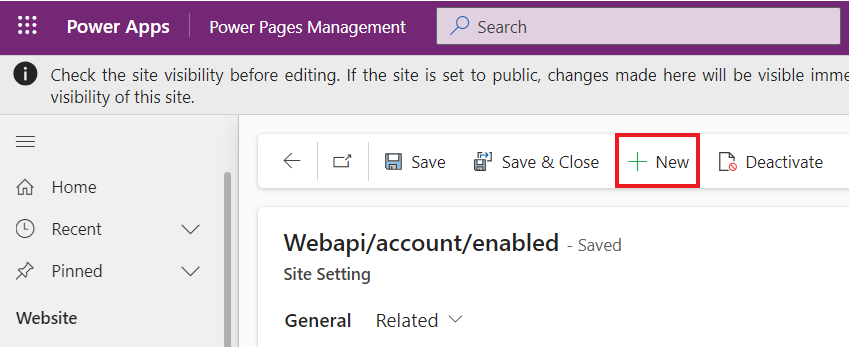 Power Apps Power Pages Management Search
Check the site visibility before editing. If the site is set to public, changes made here will be visible imme
visibility of this site.
Save Save & Close New Deactivate
Home
Recent
Pinned
Website
Webapi/account/enabled - Saved
Site Setting
General Related